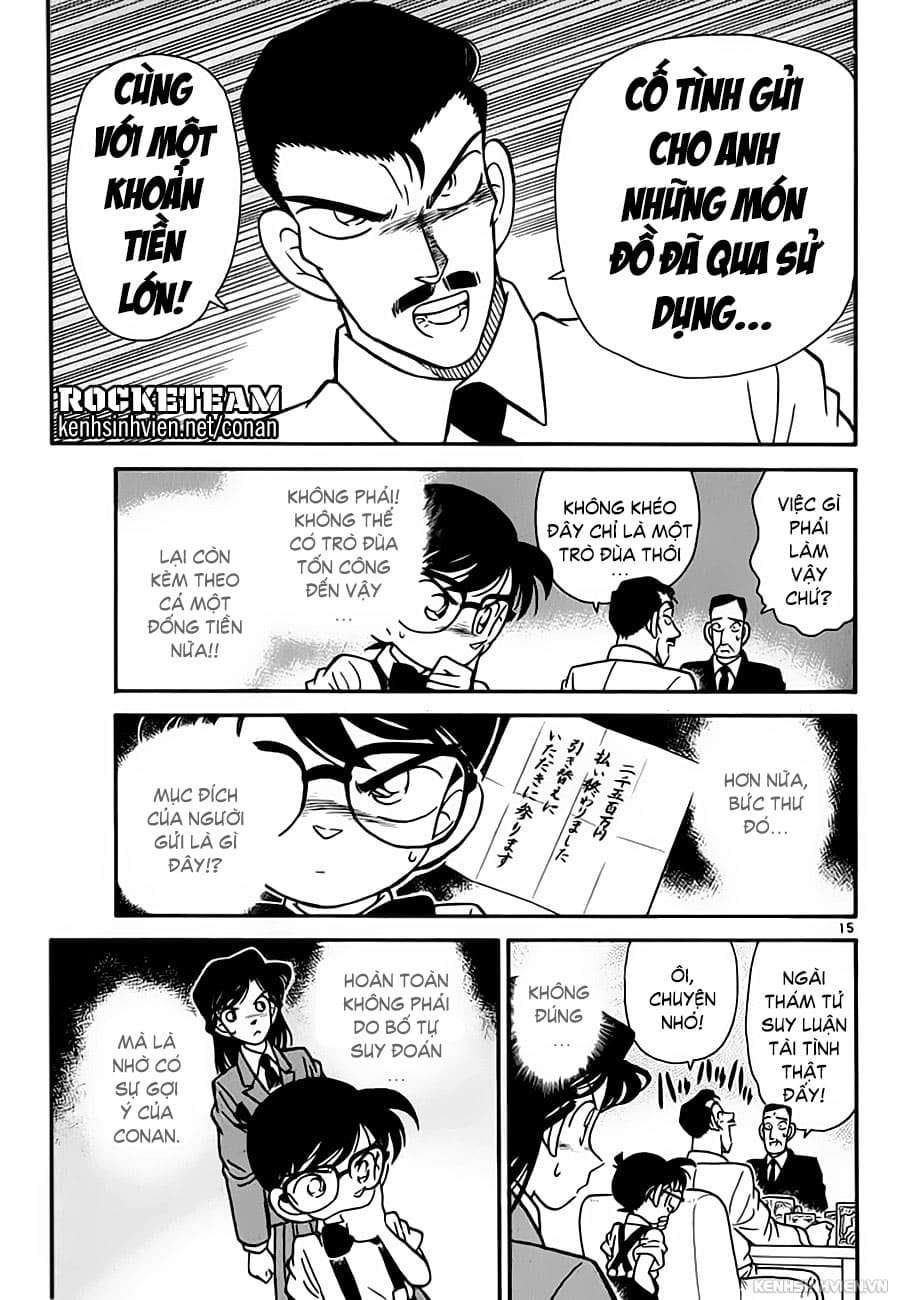 CỐ TÌNH GỬI
CHO ANH
NHỮNG MÓN
ĐỒ ĐÃ QUA SỬ
DỤNG...
CÙNG
VỚI MỘT
KHOẢN
TIỀN
LỚN!
ROCKETEAM
kenhsinhvien.net/conan
VIỆC GÌ
PHẢI
LÀM
VẬY
CHỨ?
KHÔNG KHÉO
ĐÂY CHỈ LÀ MỘT
TRÒ ĐÙA THÔI
...
KHÔNG PHẢI!
KHÔNG THỂ
CÓ TRÒ ĐÙA
TỐN CÔNG
ĐẾN VẬY
...
LẠI CÒN
KÈM THEO
CẢ MỘT
ĐỐNG TIỀN
NỮA!!
HƠN NỮA,
BỨC THƯ
ĐÓ...
二千五百万円
払い終わりました
引き替えに
いただきに参ります
MỤC ĐÍCH
CỦA NGƯỜI
GỬI LÀ GÌ
ĐÂY!?
15
NGÀI
THÁM TỬ
SUY LUẬN
TÀI TÌNH
THẬT
ĐẤY!
ÔI,
CHUYỆN
NHỎ!
KHÔNG
ĐÚNG
...
HOÀN TOÀN
KHÔNG PHẢI
DO BỐ TỰ
SUY ĐOÁN
...
MÀ LÀ
NHỜ CÓ
SỰ GỢI
Ý CỦA
CONAN.
KENHSINHVIEN.VN